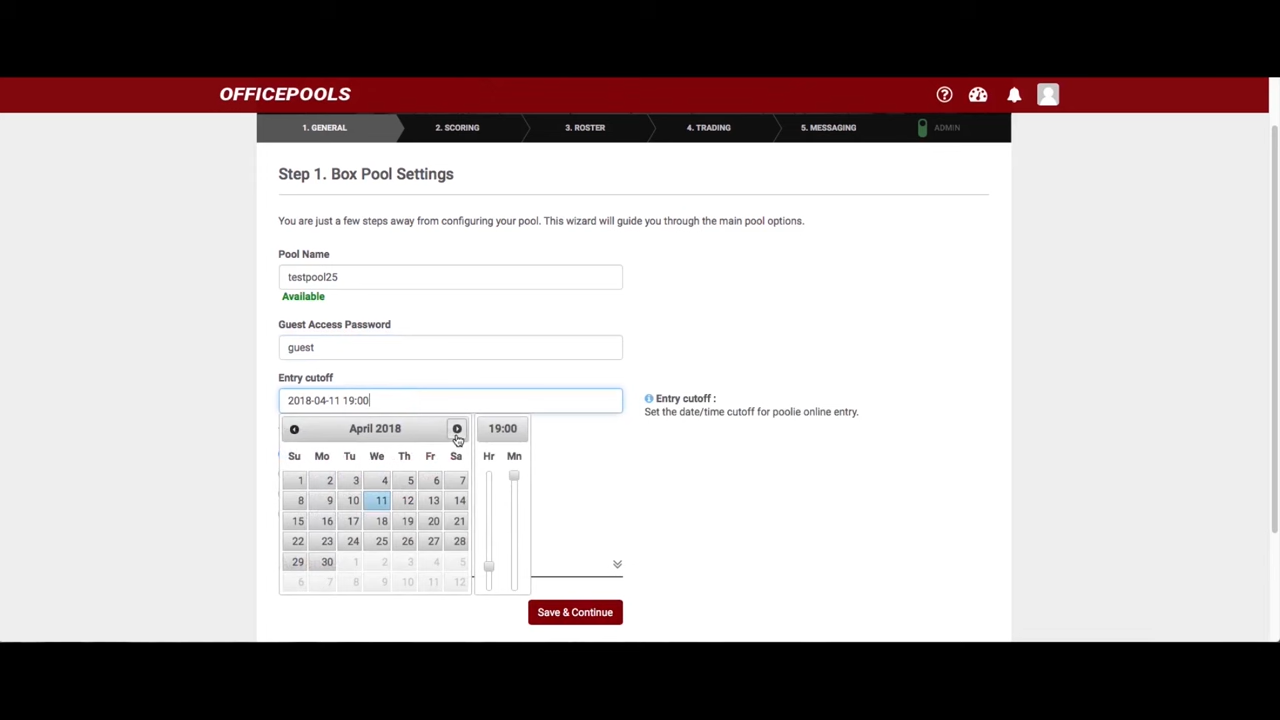 OFFICEPOOLS
1. GENERAL 2. SCORING 3. ROSTER 4. TRADING 5. MESSAGING ADMIN
Step 1. Box Pool Settings
You are just a few steps away from configuring your pool. This wizard will guide you through the main pool options.
Pool Name
testpool25
Available
Guest Access Password
guest
Entry cutoff
2018-04-11 19:00
Entry cutoff :
Set the date/time cutoff for poolie online entry.
April 2018 19:00
Su Mo Tu We Th Fr Sa Hr Mn
1 2 3 4 5 6 7
8 9 10 11 12 13 14
15 16 17 18 19 20 21
22 23 24 25 26 27 28
29 30 1 2 3 4 5
6 7 8 9 10 11 12
Save & Continue